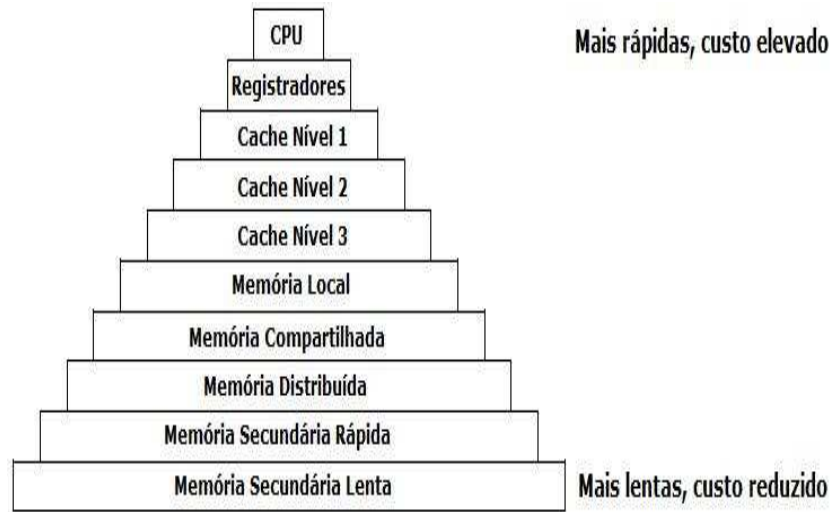 CPU
Mais rápidas, custo elevado
Registradores
Cache Nível 1
Cache Nível 2
Cache Nível 3
Memória Local
Memória Compartilhada
Memória Distribuída
Memória Secundária Rápida
Memória Secundária Lenta
Mais lentas, custo reduzido